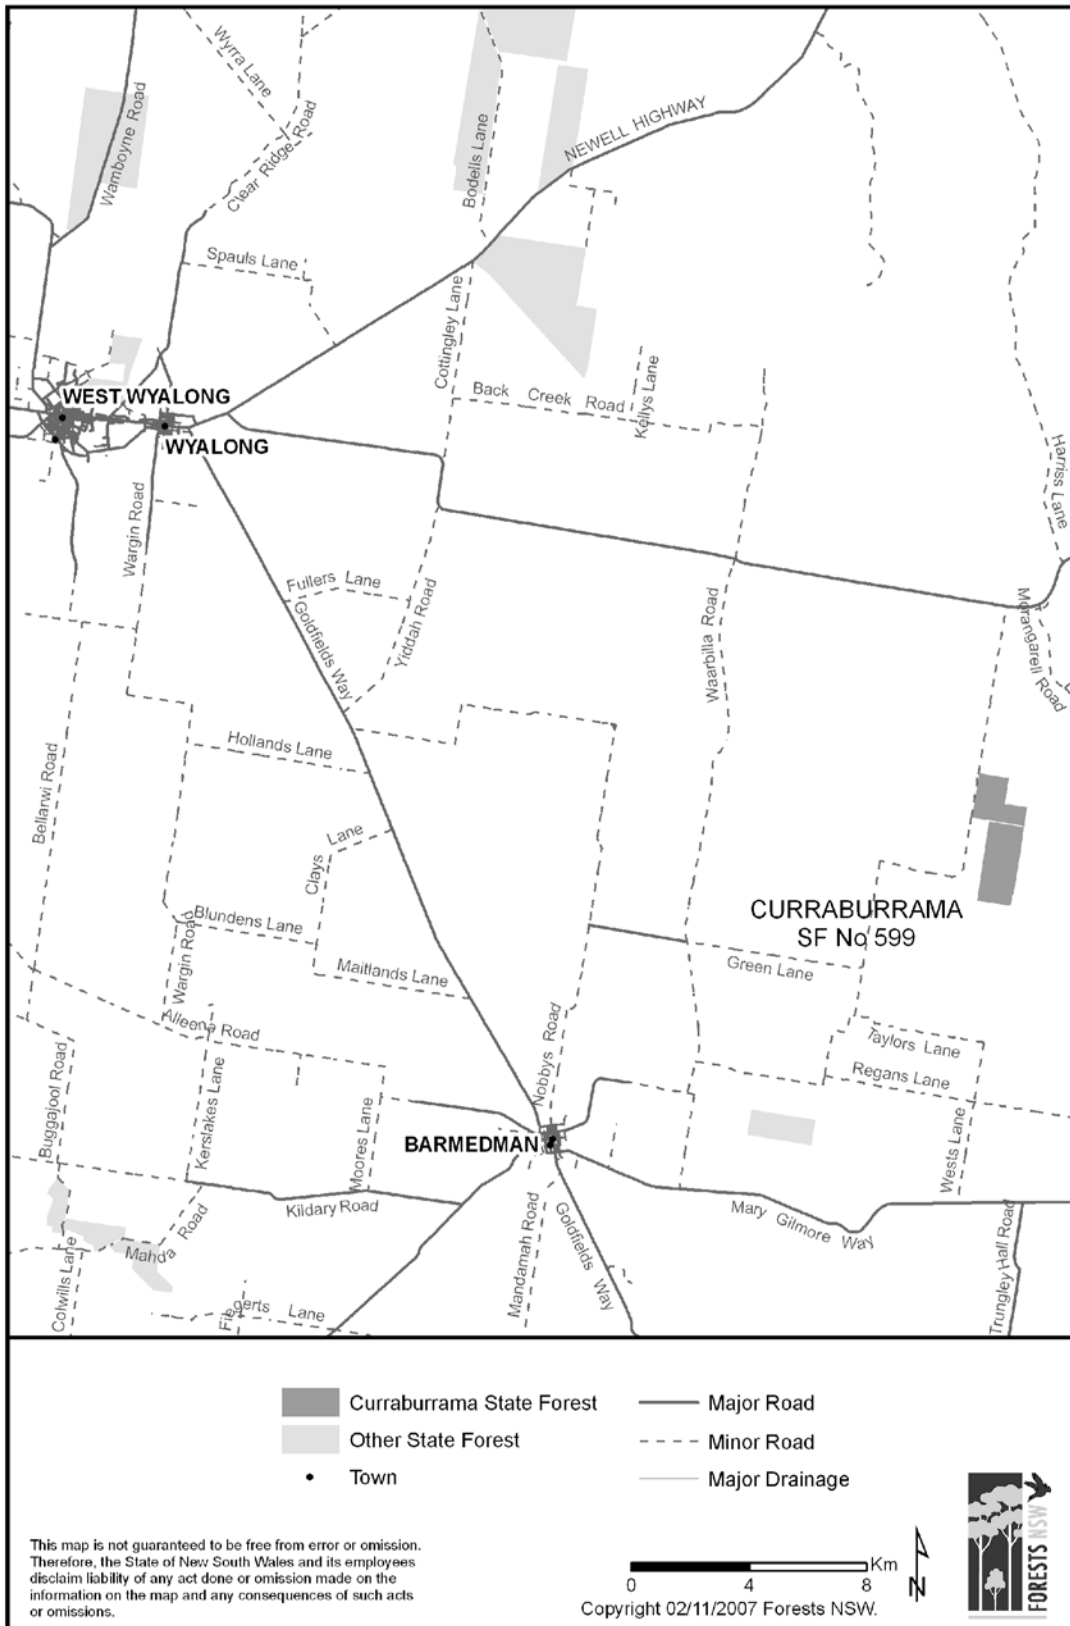 Wyrra Lane
Wamboyne Road
Clear Ridge Road
Bodells Lane
NEWELL HIGHWAY
Spauls Lane
Cottingley Lane
Back Creek Road
Kellys Lane
WEST WYALONG
WYALONG
Harriss Lane
Wargin Road
Fullers Lane
Goldfields Way
Yiddah Road
Waarbilla Road
Morangarell Road
Hollands Lane
Bellarwi Road
Clays Lane
Blundens Lane
Wargin Road
Maitlands Lane
CURRABURRAMA
SF No 599
Green Lane
Alleena Road
Nobbys Road
Taylors Lane
Regans Lane
Buggajool Road
Kerslakes Lane
Moores Lane
BARMEDMAN
Wests Lane
Kildary Road
Mary Gilmore Way
Mahda Road
Mandamah Road
Goldfields Way
Trungley Hall Road
Colwills Lane
Fiegerts Lane
Curraburrama State Forest
Major Road
Other State Forest
Minor Road
Town
Major Drainage
This map is not guaranteed to be free from error or omission.
Therefore, the State of New South Wales and its employees
disclaim liability of any act done or omission made on the
information on the map and any consequences of such acts
or omissions.
Km
0 4 8
N
Copyright 02/11/2007 Forests NSW.
FORESTS NSW